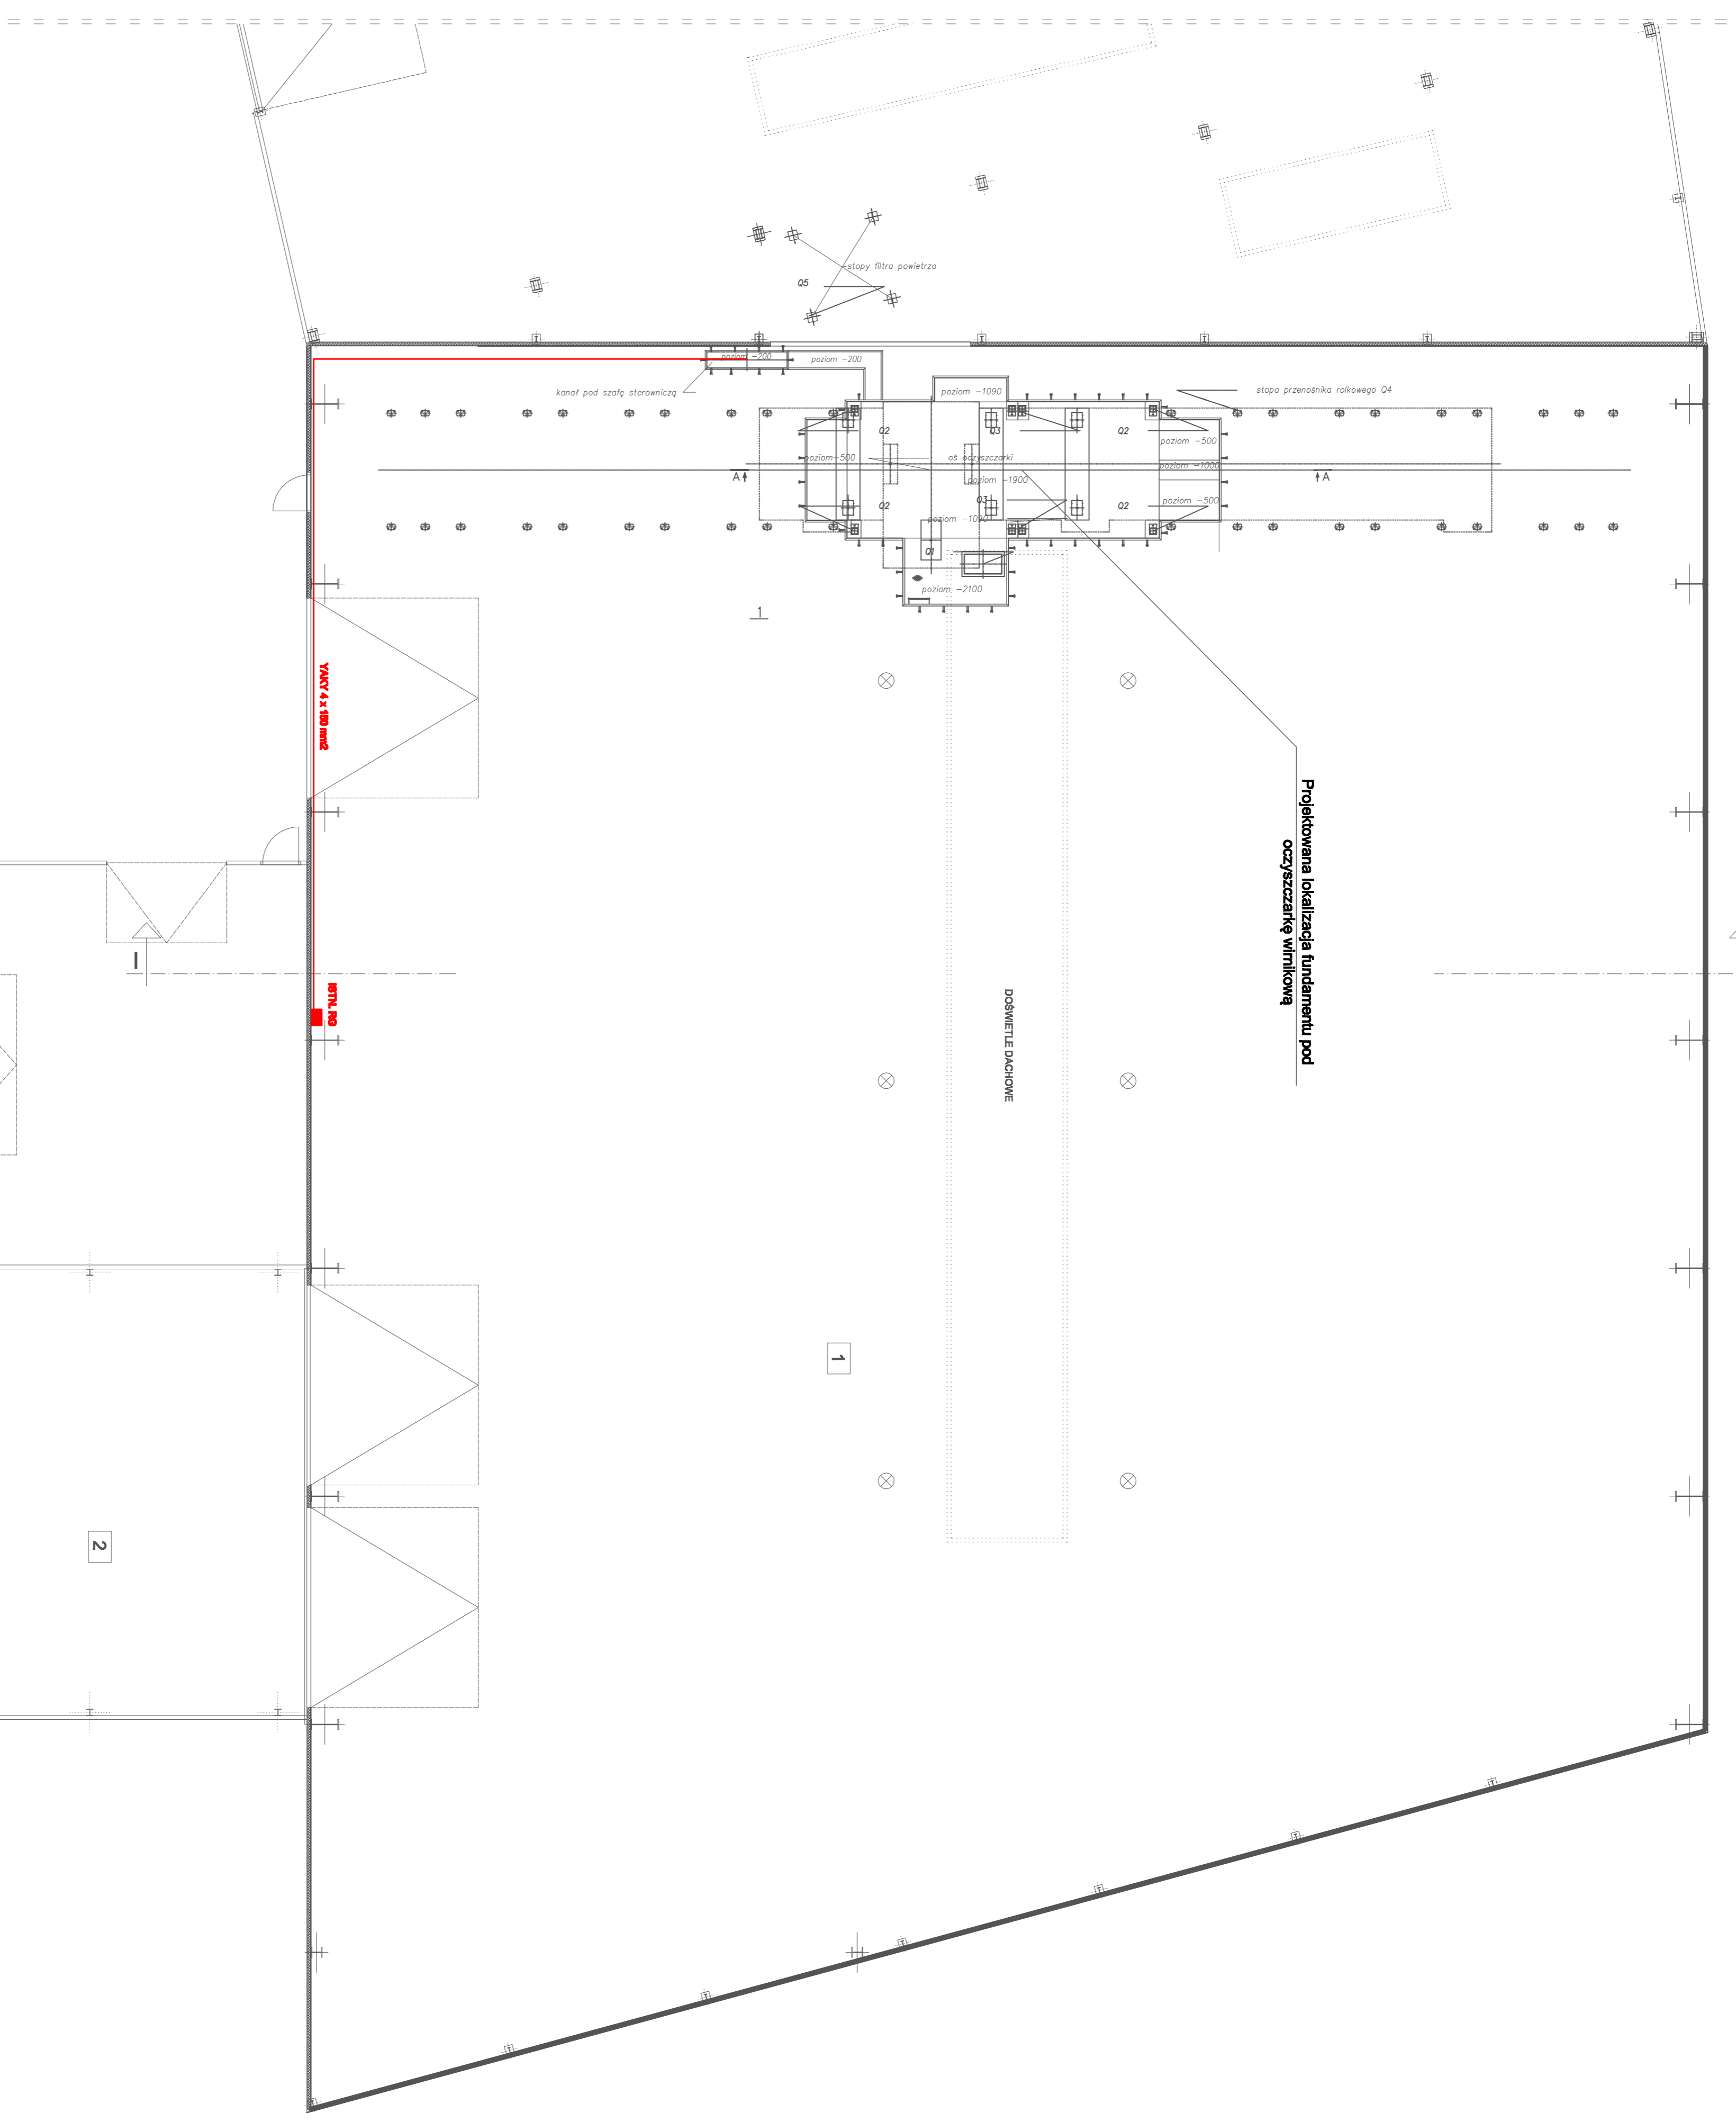 stopy filtra powietrza
Q5
poziom -200
poziom -200
kanał pod szafę sterowniczą
poziom -1090
stopa przenośnika rolkowego Q4
Q2
Q3
Q2
poziom -500
poziom-500
oś oczyszczarki
poziom -1000
A
poziom -1900
A
Q3
poziom -500
Q2
Q2
poziom -1090
Q1
poziom -2100
1
YAKY 4 x 150 mm2
Projektowana lokalizacja fundamentu pod
oczyszczarkę wirnikową
I
ISTN. RG
DOŚWIETLE DACHOWE
1
2